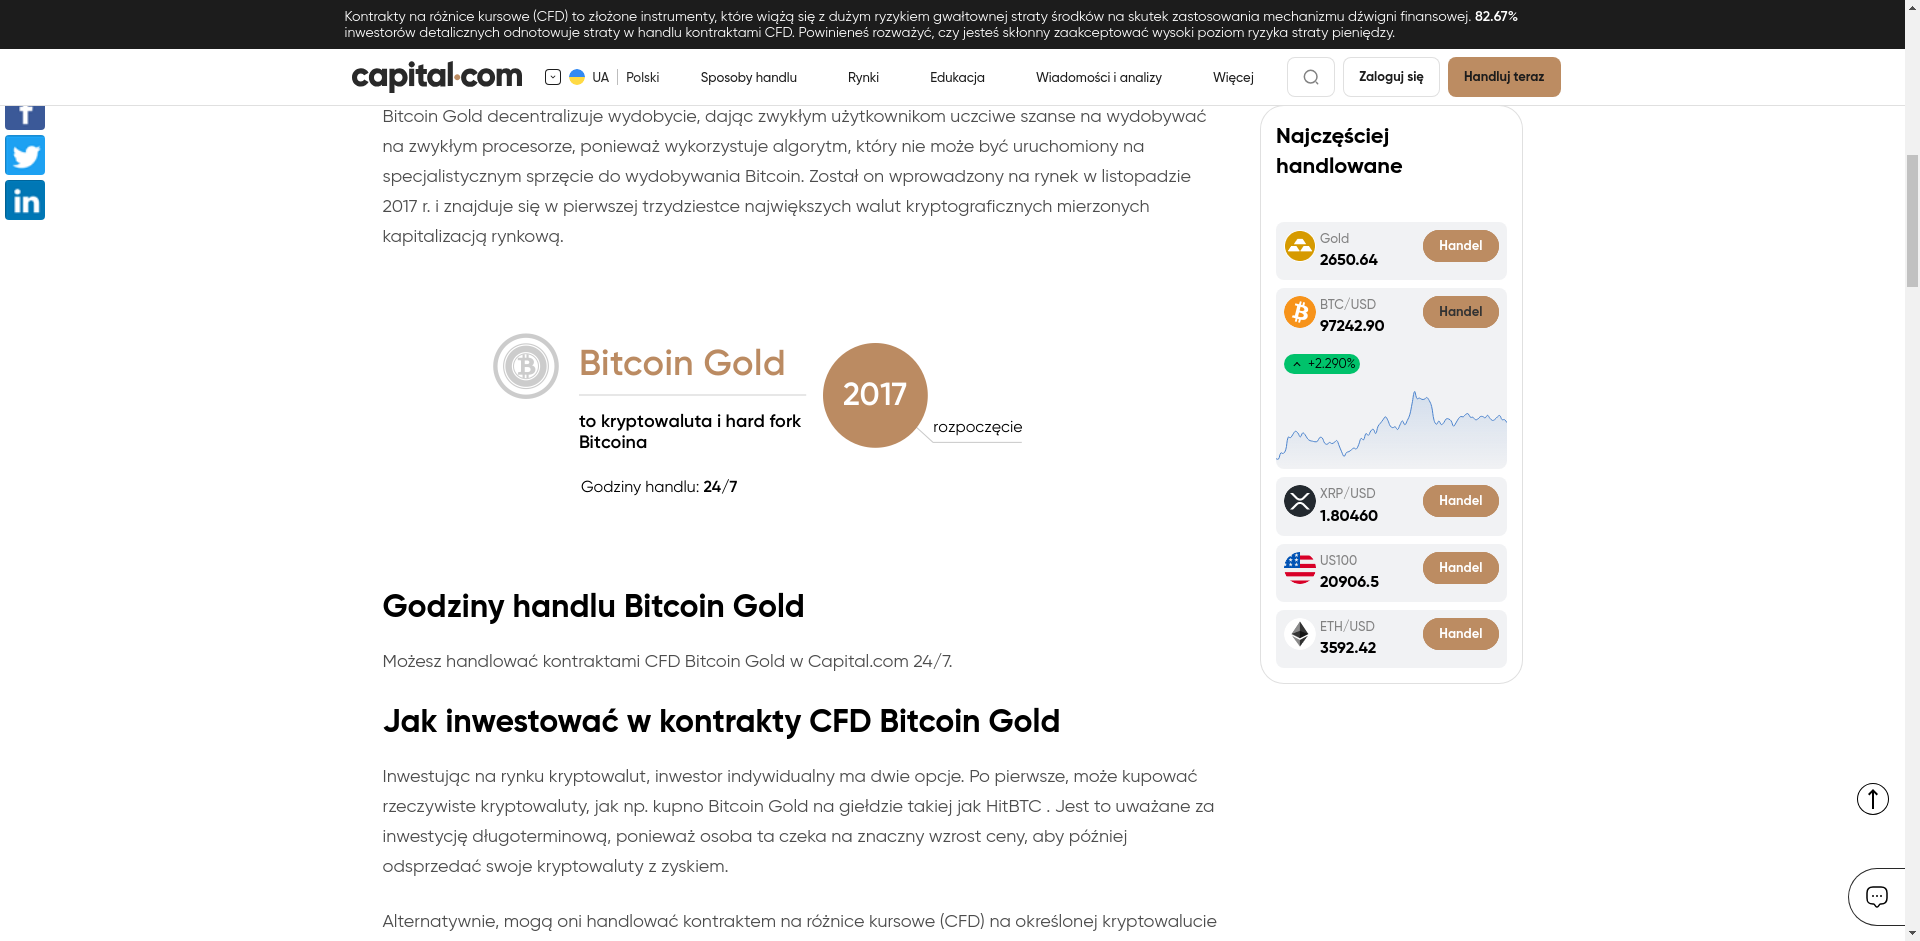 Kontrakty na różnice kursowe (CFD) to złożone instrumenty, które wiążą się z dużym ryzykiem gwałtownej straty środków na skutek zastosowania mechanizmu dźwigni finansowej. 82.67%
inwestorów detalicznych odnotowuje straty w handlu kontraktami CFD. Powinieneś rozważyć, czy jesteś skłonny zaakceptować wysoki poziom ryzyka straty pieniędzy.
capital.com
UA
Polski
Sposoby handlu
Rynki
Edukacja
Wiadomości i analizy
Więcej
Zaloguj się
Handluj teraz
Bitcoin Gold decentralizuje wydobycie, dając zwykłym użytkownikom uczciwe szanse na wydobywać
na zwykłym procesorze, ponieważ wykorzystuje algorytm, który nie może być uruchomiony na
specjalistycznym sprzęcie do wydobywania Bitcoin. Został on wprowadzony na rynek w listopadzie
2017 r. i znajduje się w pierwszej trzydziestce największych walut kryptograficznych mierzonych
kapitalizacją rynkową.
Bitcoin Gold
to kryptowaluta i hard fork
Bitcoina
Godziny handlu: 24/7
2017
rozpoczęcie
Godziny handlu Bitcoin Gold
Możesz handlować kontraktami CFD Bitcoin Gold w Capital.com 24/7.
Jak inwestować w kontrakty CFD Bitcoin Gold
Inwestując na rynku kryptowalut, inwestor indywidualny ma dwie opcje. Po pierwsze, może kupować
rzeczywiste kryptowaluty, jak np. kupno Bitcoin Gold na giełdzie takiej jak HitBTC . Jest to uważane za
inwestycję długoterminową, ponieważ osoba ta czeka na znaczny wzrost ceny, aby później
odsprzedać swoje kryptowaluty z zyskiem.
Alternatywnie, mogą oni handlować kontraktem na różnice kursowe (CFD) na określonej kryptowalucie
Najczęściej
handlowane
Gold
2650.64
Handel
BTC/USD
97242.90
Handel
+2.290%
XRP/USD
1.80460
Handel
US100
20906.5
Handel
ETH/USD
3592.42
Handel